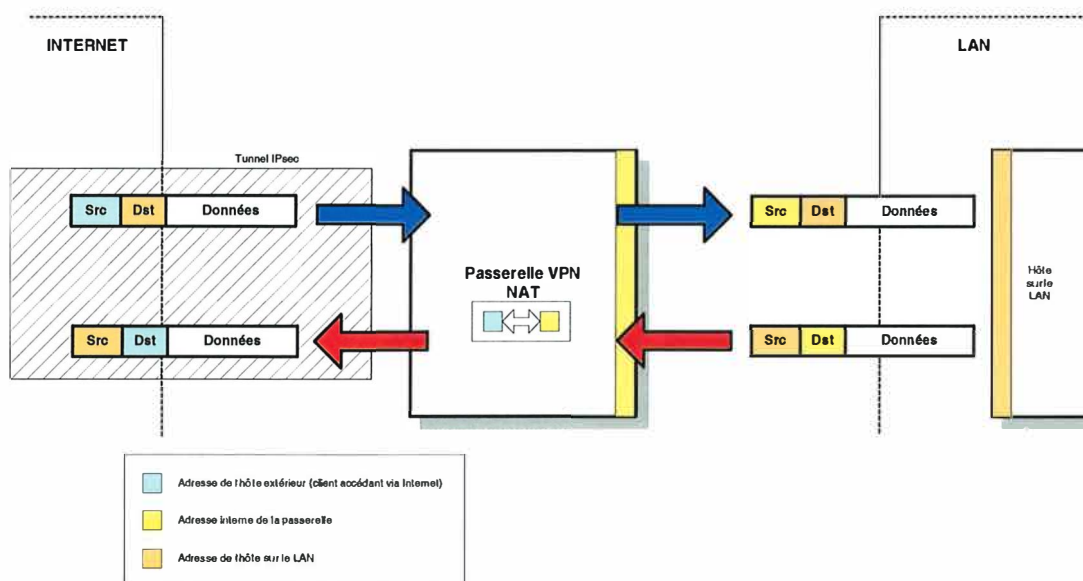 INTERNET
LAN
Tunnel IPsec
Src Dst Données
Src Dst Données
Passerelle VPN
NAT
Hôte
sur le
LAN
Src Dst Données
Src Dst Données
Adresse de l'hôte extérieur (client accédant via Internet)
Adresse interne de la passerelle
Adresse de l'hôte sur le LAN